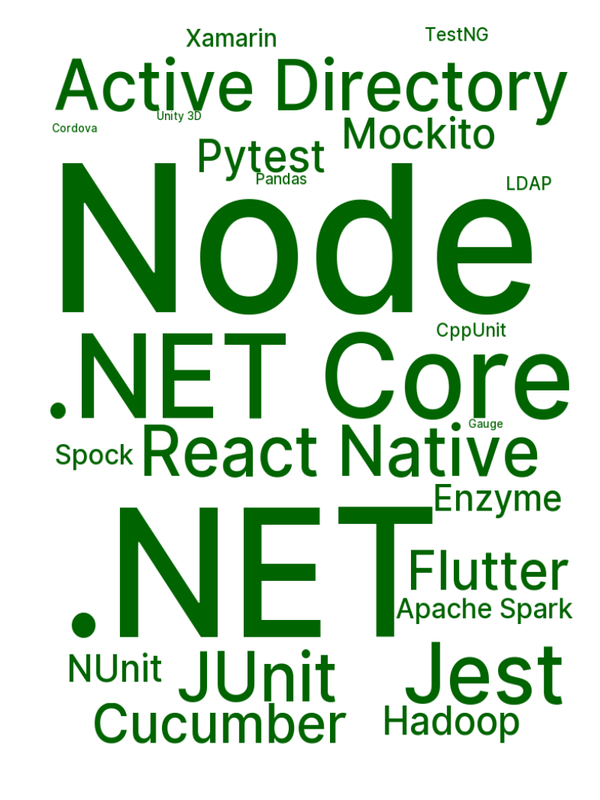 Xamarin
TestNG
Active Directory
Unity 3D
Cordova
Mockito
Pytest
Pandas
LDAP
Node
CppUnit
.NET Core
Gauge
Spock
React Native
Enzyme
.NET
Flutter
Apache Spark
NUnit
JUnit
Jest
Cucumber
Hadoop